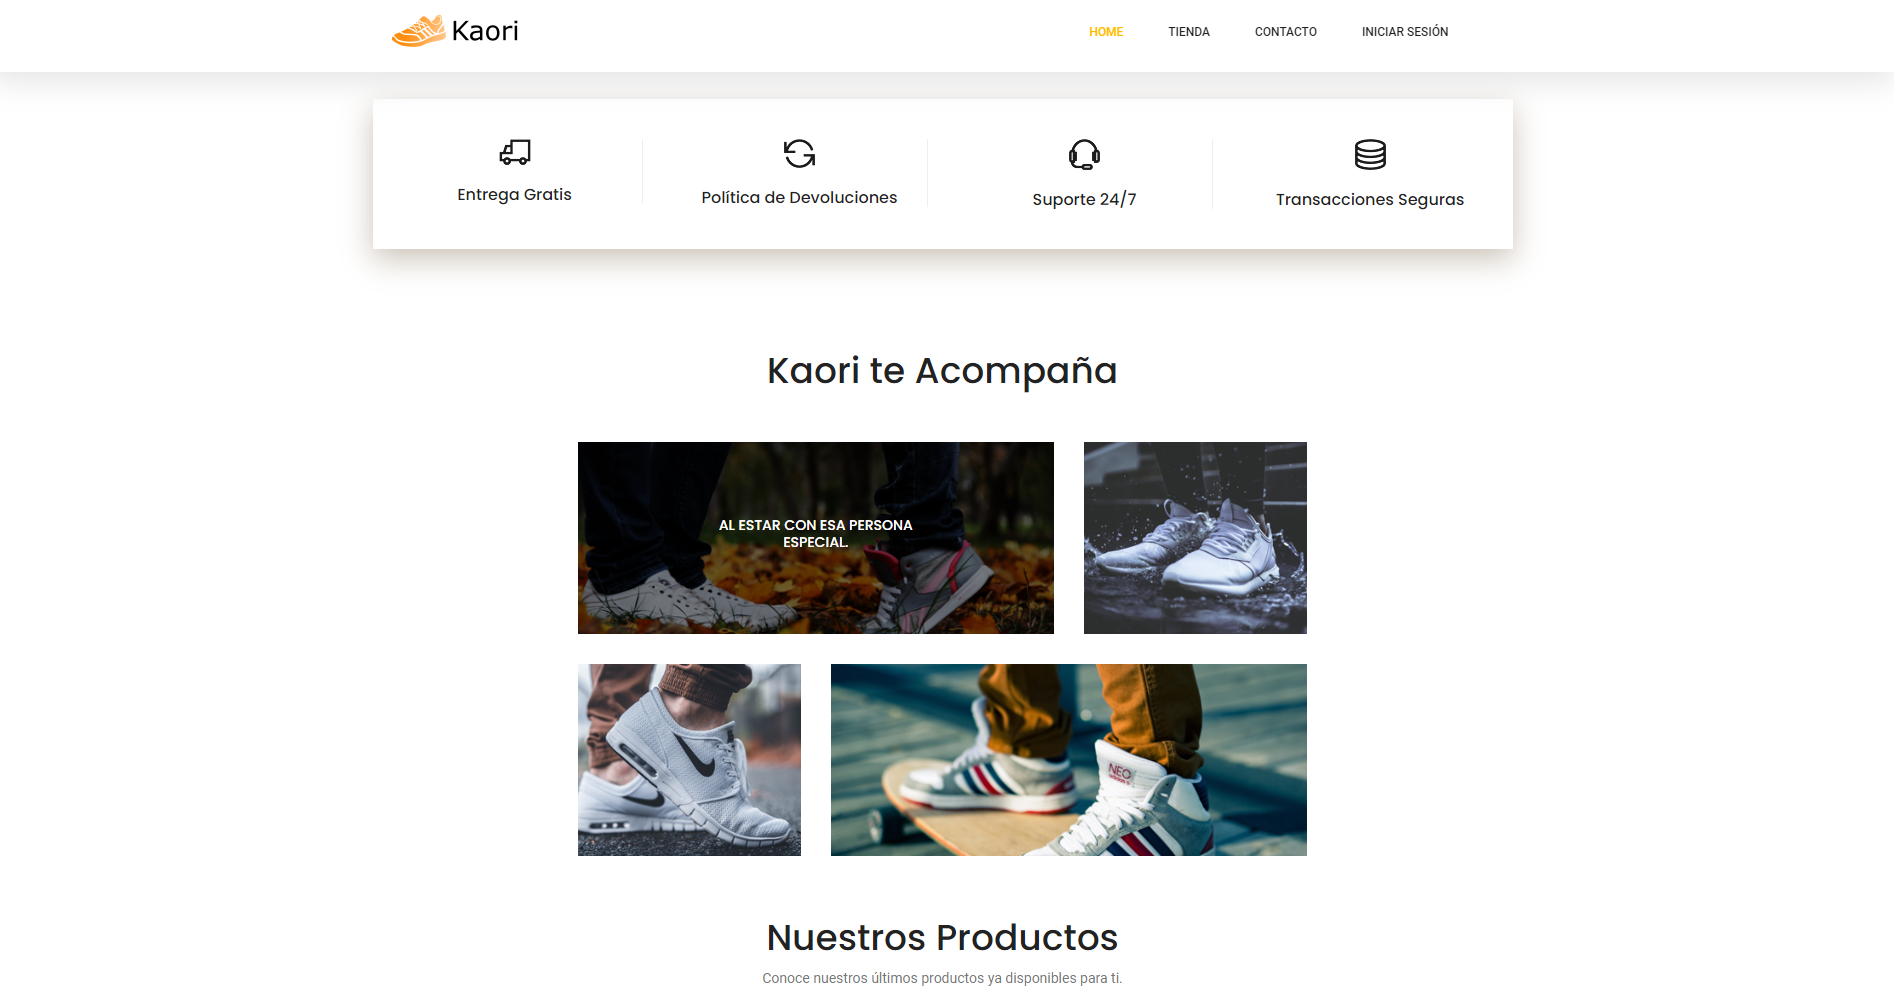 Kaori
HOME
TIENDA
CONTACTO
INICIAR SESIÓN
Entrega Gratis
Política de Devoluciones
Suporte 24/7
Transacciones Seguras
Kaori te Acompaña
AL ESTAR CON ESA PERSONA
ESPECIAL.
NEO
Nuestros Productos
Conoce nuestros últimos productos ya disponibles para ti.